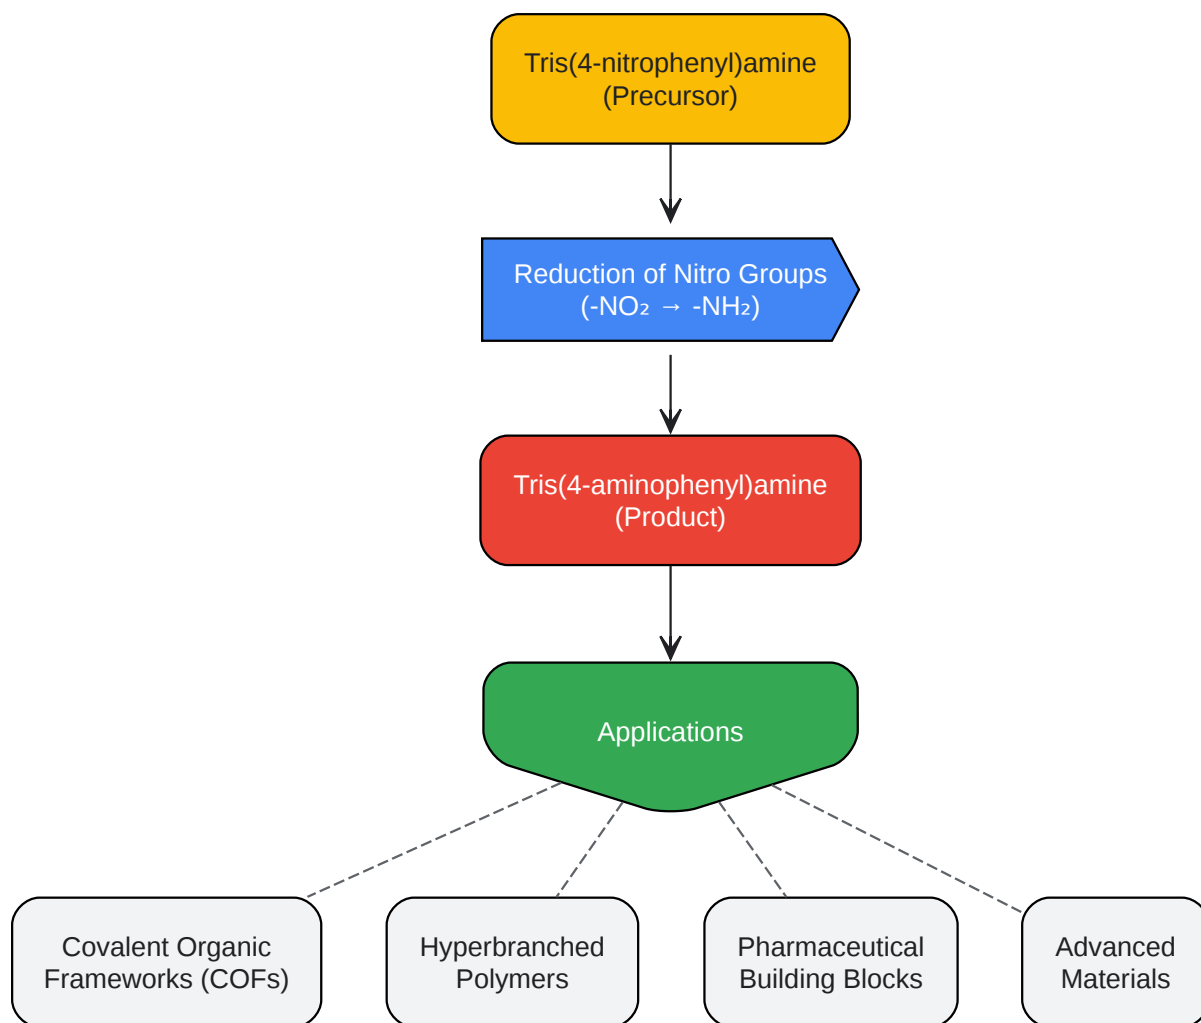 Tris(4-nitrophenyl)amine
(Precursor)
Reduction of Nitro Groups
(-NO₂ → -NH₂)
Tris(4-aminophenyl)amine
(Product)
Applications
Covalent Organic
Frameworks (COFs)
Hyperbranched
Polymers
Pharmaceutical
Building Blocks
Advanced
Materials